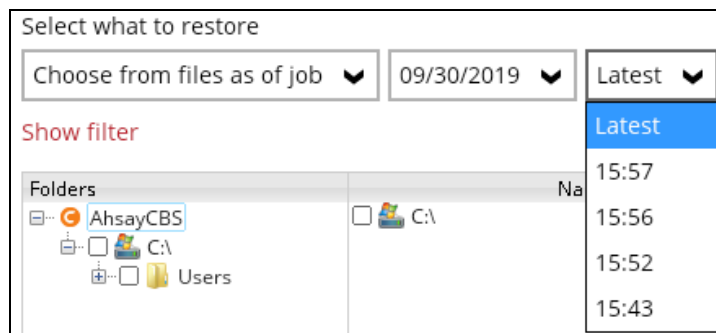 Select what to restore
Choose from files as of job 09/30/2019 Latest
Show filter
Latest
15:57
15:56
15:52
15:43
Folders Na
AhsayCBS C:\
C:\
Users